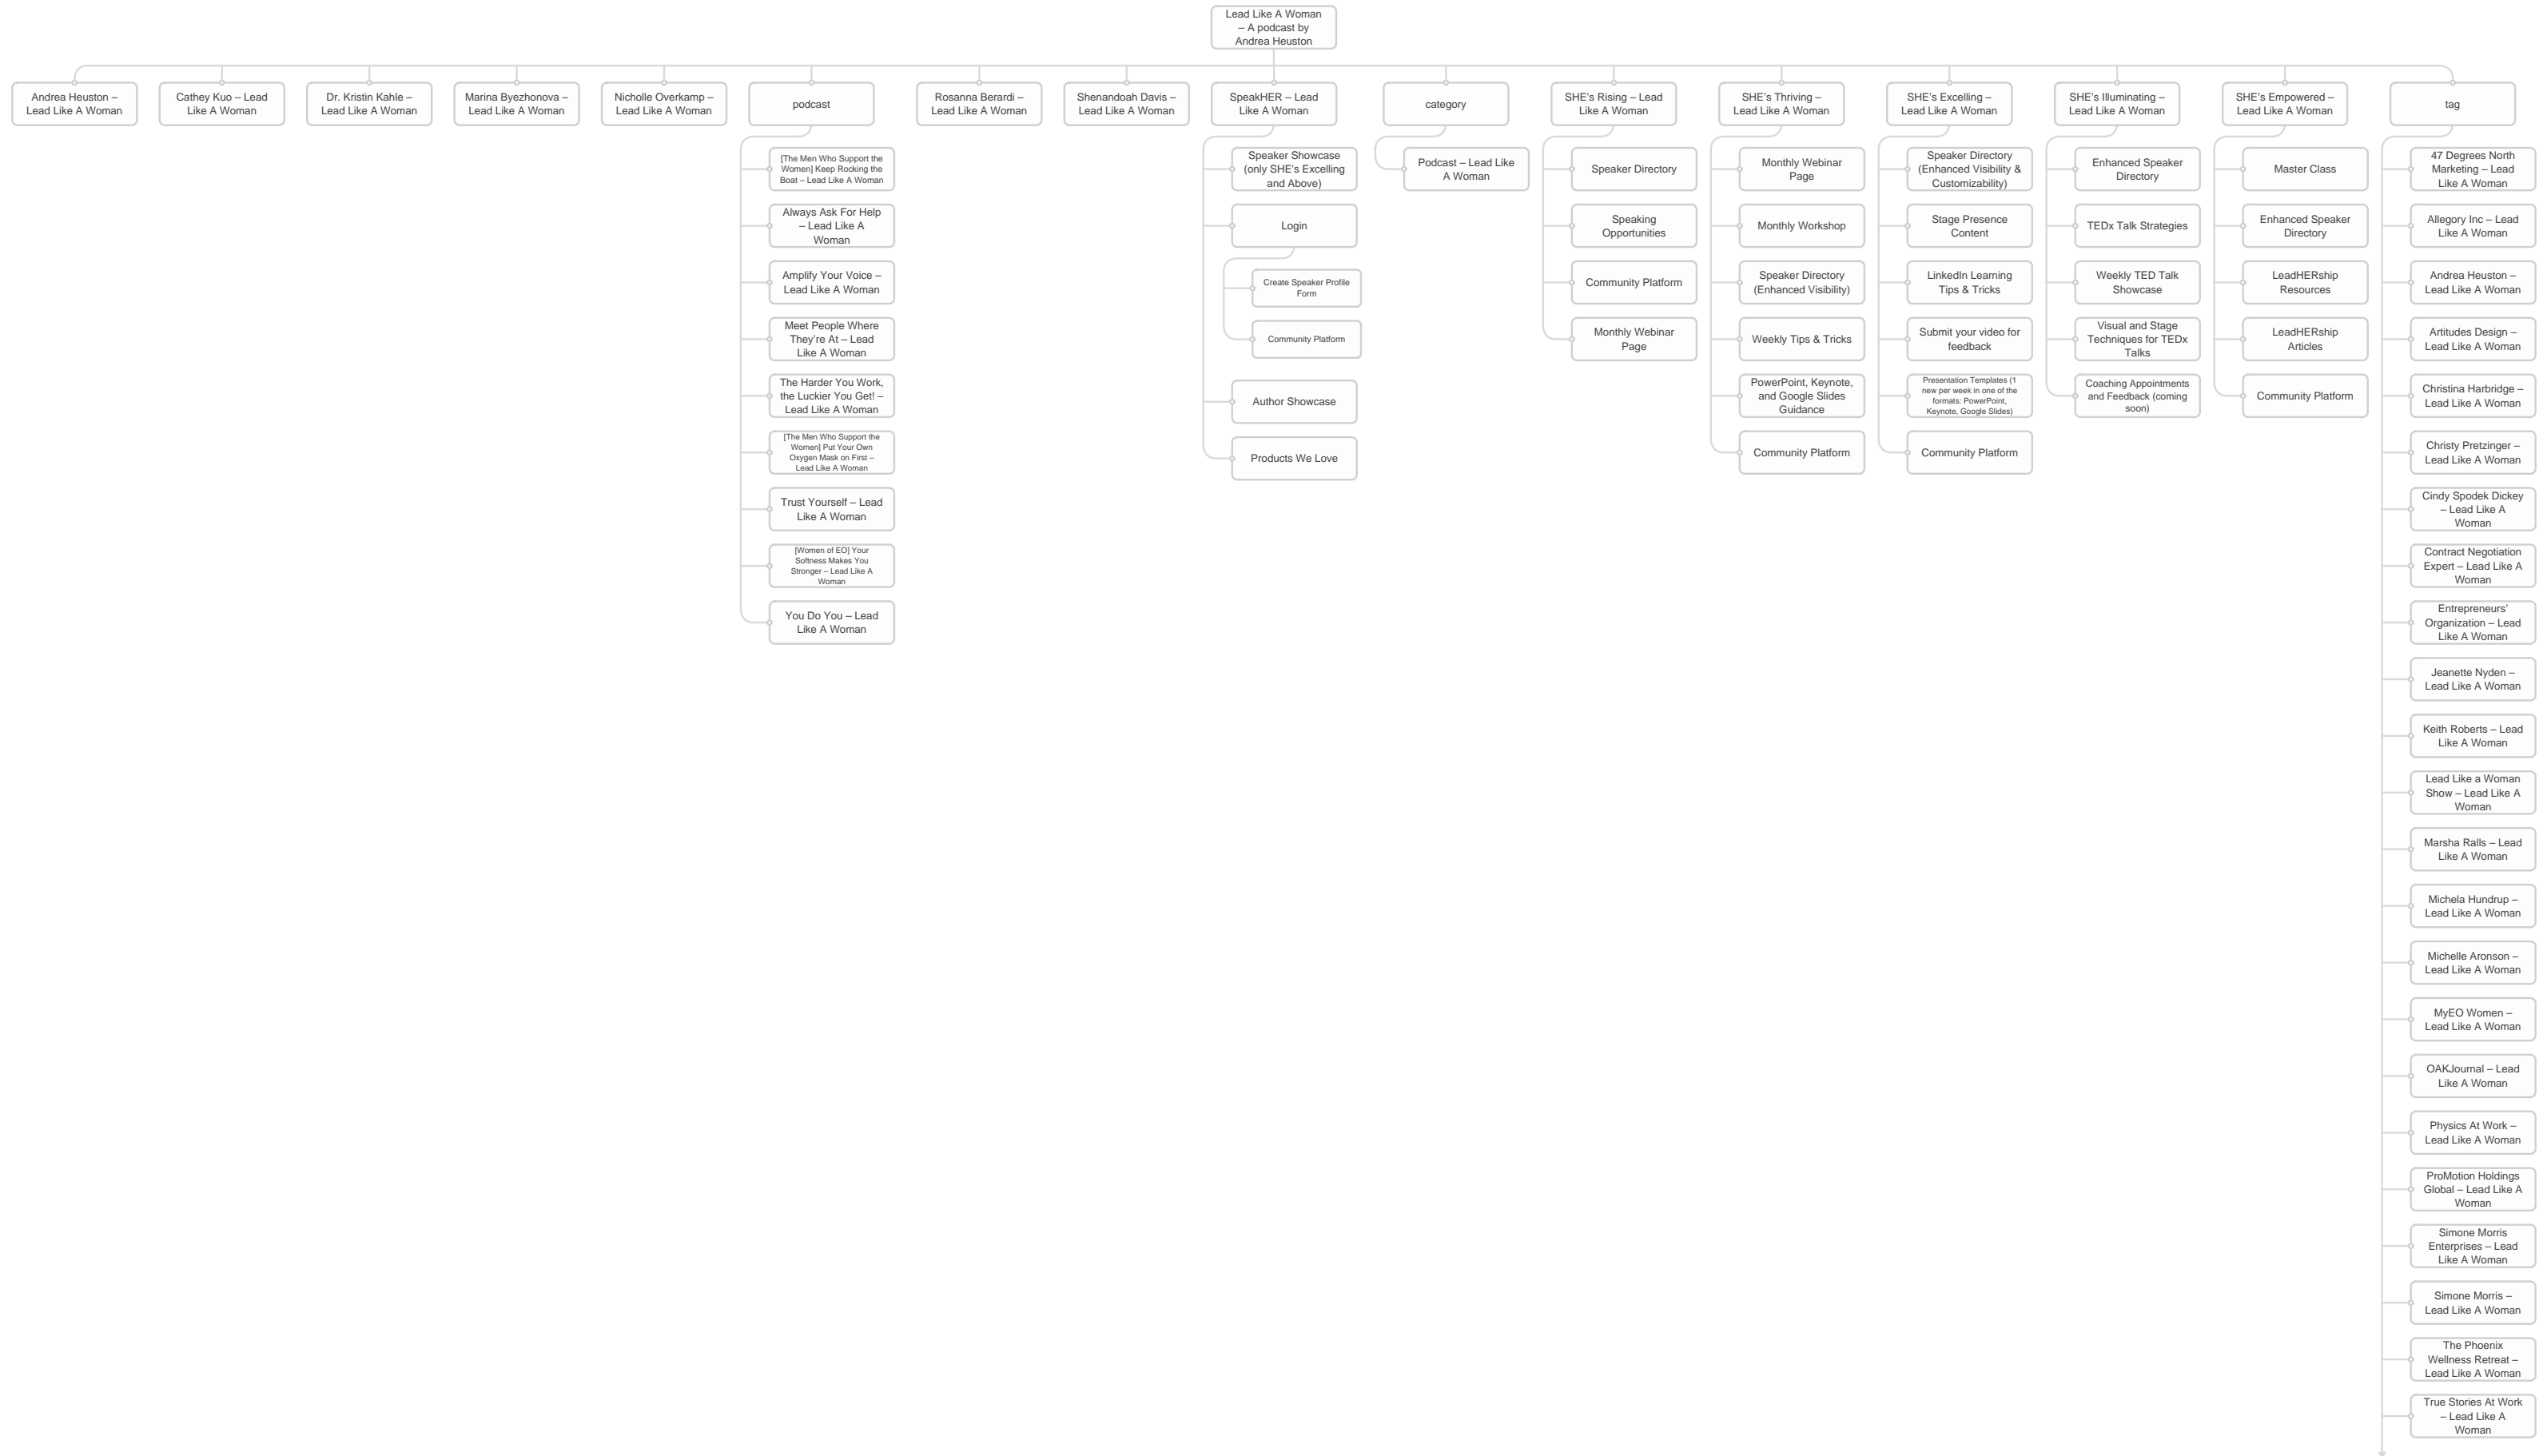 Lead Like A Woman
– A podcast by
Andrea Heuston
Andrea Heuston –
Lead Like A Woman
Cathey Kuo – Lead
Like A Woman
Dr. Kristin Kahle –
Lead Like A Woman
Marina Byezhonova –
Lead Like A Woman
Nicholle Overkamp –
Lead Like A Woman
podcast
Rosanna Berardi –
Lead Like A Woman
Shenandoah Davis –
Lead Like A Woman
SpeakHER – Lead
Like A Woman
category
SHE’s Rising – Lead
Like A Woman
SHE’s Thriving –
Lead Like A Woman
SHE’s Excelling –
Lead Like A Woman
SHE’s Illuminating –
Lead Like A Woman
SHE’s Empowered –
Lead Like A Woman
tag
[The Men Who Support the
Women] Keep Rocking the
Boat – Lead Like A Woman
Always Ask For Help
– Lead Like A
Woman
Amplify Your Voice –
Lead Like A Woman
Meet People Where
They’re At – Lead
Like A Woman
The Harder You Work,
the Luckier You Get! –
Lead Like A Woman
[The Men Who Support the
Women] Put Your Own
Oxygen Mask on First –
Lead Like A Woman
Trust Yourself – Lead
Like A Woman
[Women of EO] Your
Softness Makes You
Stronger – Lead Like A
Woman
You Do You – Lead
Like A Woman
Speaker Showcase
(only SHE’s Excelling
and Above)
Login
Create Speaker Profile
Form
Community Platform
Author Showcase
Products We Love
Podcast – Lead Like
A Woman
Speaker Directory
Speaking
Opportunities
Community Platform
Monthly Webinar
Page
Monthly Webinar
Page
Monthly Workshop
Speaker Directory
(Enhanced Visibility)
Weekly Tips & Tricks
PowerPoint, Keynote,
and Google Slides
Guidance
Community Platform
Speaker Directory
(Enhanced Visibility &
Customizability)
Stage Presence
Content
LinkedIn Learning
Tips & Tricks
Submit your video for
feedback
Presentation Templates (1
new per week in one of the
formats: PowerPoint,
Keynote, Google Slides)
Community Platform
Enhanced Speaker
Directory
TEDx Talk Strategies
Weekly TED Talk
Showcase
Visual and Stage
Techniques for TEDx
Talks
Coaching Appointments
and Feedback (coming
soon)
Master Class
Enhanced Speaker
Directory
LeadHERship
Resources
LeadHERship
Articles
Community Platform
47 Degrees North
Marketing – Lead
Like A Woman
Allegory Inc – Lead
Like A Woman
Andrea Heuston –
Lead Like A Woman
Artitudes Design –
Lead Like A Woman
Christina Harbridge –
Lead Like A Woman
Christy Pretzinger –
Lead Like A Woman
Cindy Spodek Dickey
– Lead Like A
Woman
Contract Negotiation
Expert – Lead Like A
Woman
Entrepreneurs’
Organization – Lead
Like A Woman
Jeanette Nyden –
Lead Like A Woman
Keith Roberts – Lead
Like A Woman
Lead Like a Woman
Show – Lead Like A
Woman
Marsha Ralls – Lead
Like A Woman
Michela Hundrup –
Lead Like A Woman
Michelle Aronson –
Lead Like A Woman
MyEO Women –
Lead Like A Woman
OAKJournal – Lead
Like A Woman
Physics At Work –
Lead Like A Woman
ProMotion Holdings
Global – Lead Like A
Woman
Simone Morris
Enterprises – Lead
Like A Woman
Simone Morris –
Lead Like A Woman
The Phoenix
Wellness Retreat –
Lead Like A Woman
True Stories At Work
– Lead Like A
Woman